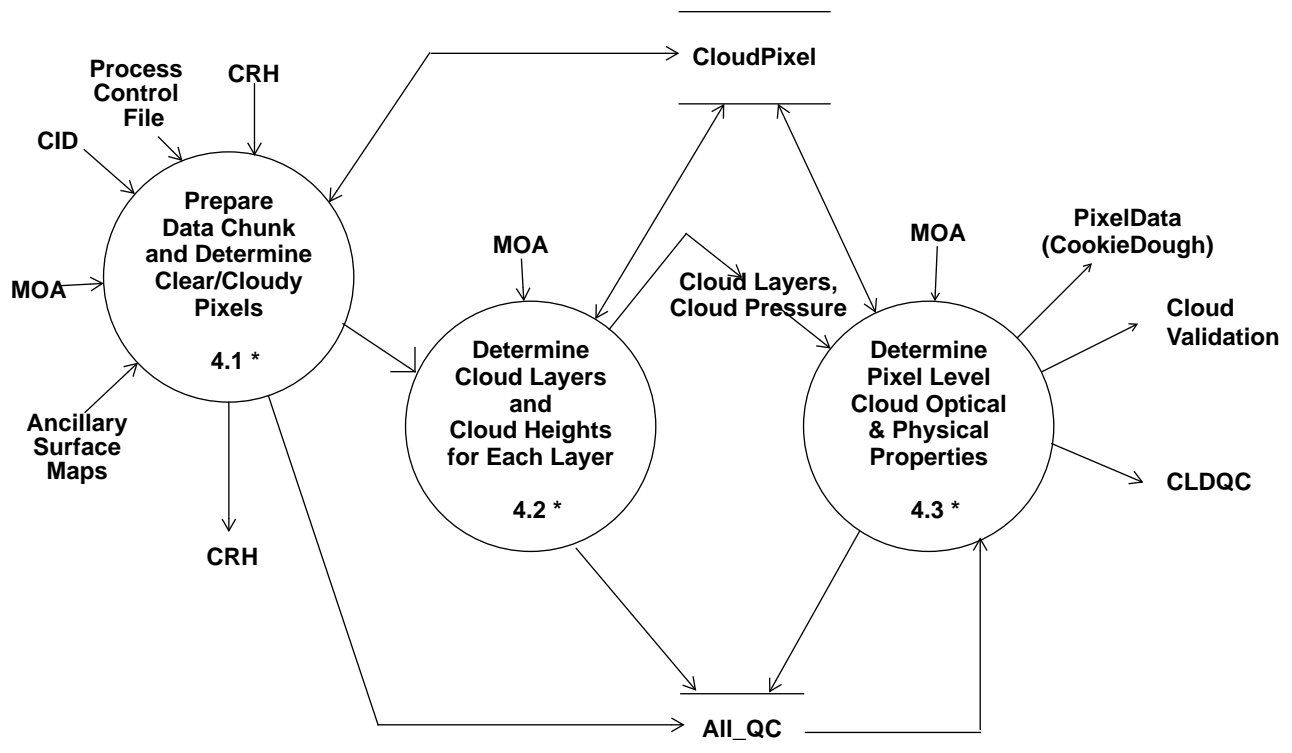 CloudPixel
Process
Control
File
CRH
CID
MOA
Ancillary
Surface
Maps
Prepare
Data Chunk
and Determine
Clear/Cloudy
Pixels
4.1 *
CRH
MOA
Determine
Cloud Layers
and
Cloud Heights
for Each Layer
4.2 *
Cloud Layers,
Cloud Pressure
MOA
Determine
Pixel Level
Cloud Optical
& Physical
Properties
4.3 *
PixelData
(CookieDough)
Cloud
Validation
CLDQC
All_QC